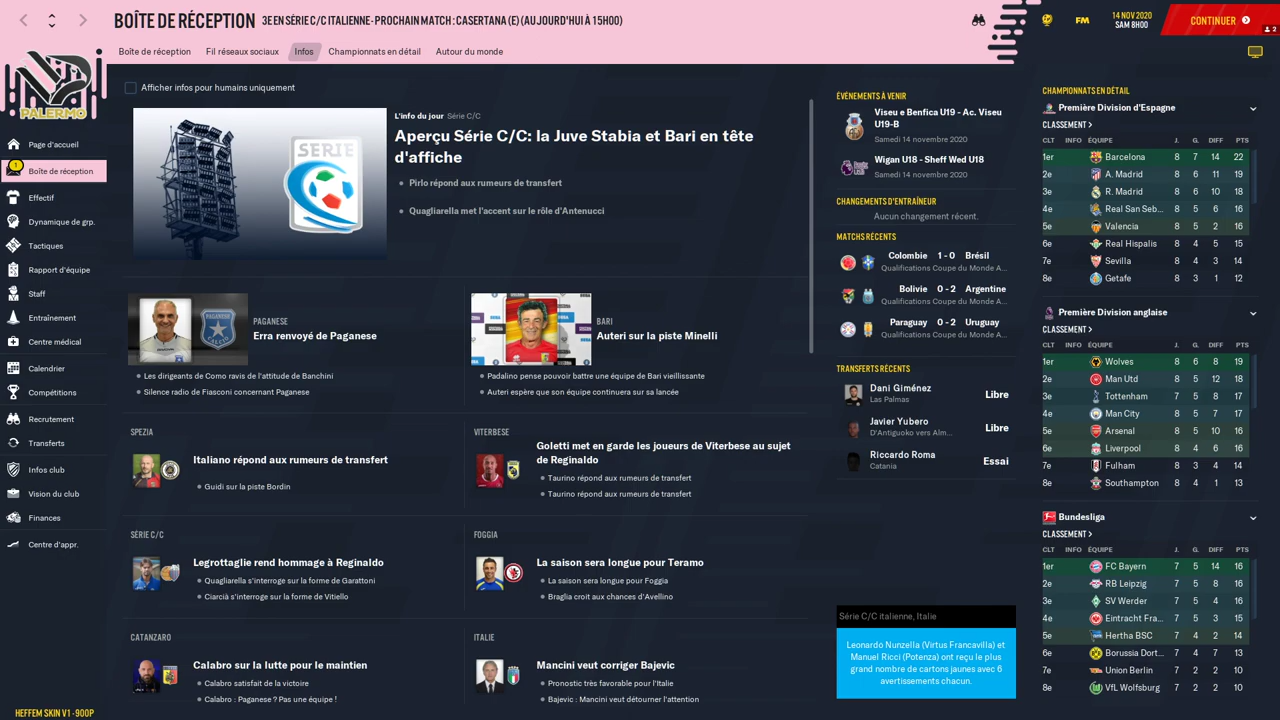 BOÎTE DE RÉCEPTION
3E EN SÉRIE C/C ITALIENNE - PROCHAIN MATCH : CASERTANA (E) (AUJOURD'HUI À 15H00)
FM
14 NOV 2020
SAM 8H00
CONTINUER
2
Boîte de réception
Fil réseaux sociaux
Infos
Championnats en détail
Autour du monde
PALERMO
Page d'accueil
1
Boîte de réception
Effectif
Dynamique de grp.
Tactiques
Rapport d'équipe
Staff
Entraînement
Centre médical
Calendrier
Compétitions
Recrutement
Transferts
Infos club
Vision du club
Finances
Centre d'appr.
HEFFEM SKIN V1 - 900P
Afficher infos pour humains uniquement
SERIE
L'info du jour Série C/C
Aperçu Série C/C: la Juve Stabia et Bari en tête
d'affiche
Pirlo répond aux rumeurs de transfert
Quagliarella met l'accent sur le rôle d'Antenucci
PAGANESE
Erra renvoyé de Paganese
Les dirigeants de Como ravis de l'attitude de Banchini
Silence radio de Fiasconi concernant Paganese
BARI
Auteri sur la piste Minelli
Padalino pense pouvoir battre une équipe de Bari vieillissante
Auteri espère que son équipe continuera sur sa lancée
SPEZIA
Italiano répond aux rumeurs de transfert
Guidi sur la piste Bordin
VITERBESE
Goletti met en garde les joueurs de Viterbese au sujet
de Reginaldo
Taurino répond aux rumeurs de transfert
Taurino répond aux rumeurs de transfert
SÉRIE C/C
Legrottaglie rend hommage à Reginaldo
Quagliarella s'interroge sur la forme de Garattoni
Ciarcià s'interroge sur la forme de Vitiello
FOGGIA
La saison sera longue pour Teramo
La saison sera longue pour Foggia
Braglia croit aux chances d'Avellino
CATANZARO
Calabro sur la lutte pour le maintien
Calabro satisfait de la victoire
Calabro : Paganese ? Pas une équipe !
ITALIE
Mancini veut corriger Bajevic
Pronostic très favorable pour l'Italie
Bajevic : Mancini veut détourner l'attention
ÉVÉNEMENTS À VENIR
Viseu e Benfica U19 - Ac. Viseu
U19-B
Samedi 14 novembre 2020
Wigan U18 - Sheff Wed U18
Samedi 14 novembre 2020
CHANGEMENTS D'ENTRAÎNEUR
Aucun changement récent.
MATCHS RÉCENTS
Colombie 1 - 0 Brésil
Qualifications Coupe du Monde A...
Bolivie 0 - 2 Argentine
Qualifications Coupe du Monde A...
Paraguay 0 - 2 Uruguay
Qualifications Coupe du Monde A...
TRANSFERTS RÉCENTS
Dani Giménez
Las Palmas
Libre
Javier Yubero
D'Antiguoko vers Alm...
Libre
Riccardo Roma
Catania
Essai
Série C/C italienne, Italie
Leonardo Nunzella (Virtus Francavilla) et
Manuel Ricci (Potenza) ont reçu le plus
grand nombre de cartons jaunes avec 6
avertissements chacun.
CHAMPIONNATS EN DÉTAIL
Première Division d'Espagne
CLASSEMENT >
CLT INFO ÉQUIPE J. G. DIFF PTS
1er Barcelona 8 7 14 22
2e A. Madrid 8 6 11 19
3e R. Madrid 8 6 10 18
4e Real San Seb... 8 5 6 16
5e Valencia 8 5 2 16
6e Real Hispalis 8 4 5 15
7e Sevilla 8 4 3 14
8e Getafe 8 3 1 12
Première Division anglaise
CLASSEMENT >
CLT INFO ÉQUIPE J. G. DIFF PTS
1er Wolves 8 6 8 19
2e Man Utd 8 5 12 18
3e Tottenham 7 5 8 17
4e Man City 8 5 7 17
5e Arsenal 8 5 10 16
6e Liverpool 8 4 6 16
7e Fulham 8 3 4 14
8e Southampton 8 4 1 13
Bundesliga
CLASSEMENT >
CLT INFO ÉQUIPE J. G. DIFF PTS
1er FC Bayern 7 5 14 16
2e RB Leipzig 7 5 8 16
3e SV Werder 7 5 4 16
4e Eintracht Fra... 7 5 3 15
5e Hertha BSC 7 4 2 14
6e Borussia Dort... 7 4 7 13
7e Union Berlin 7 2 2 10
8e VfL Wolfsburg 7 2 2 10